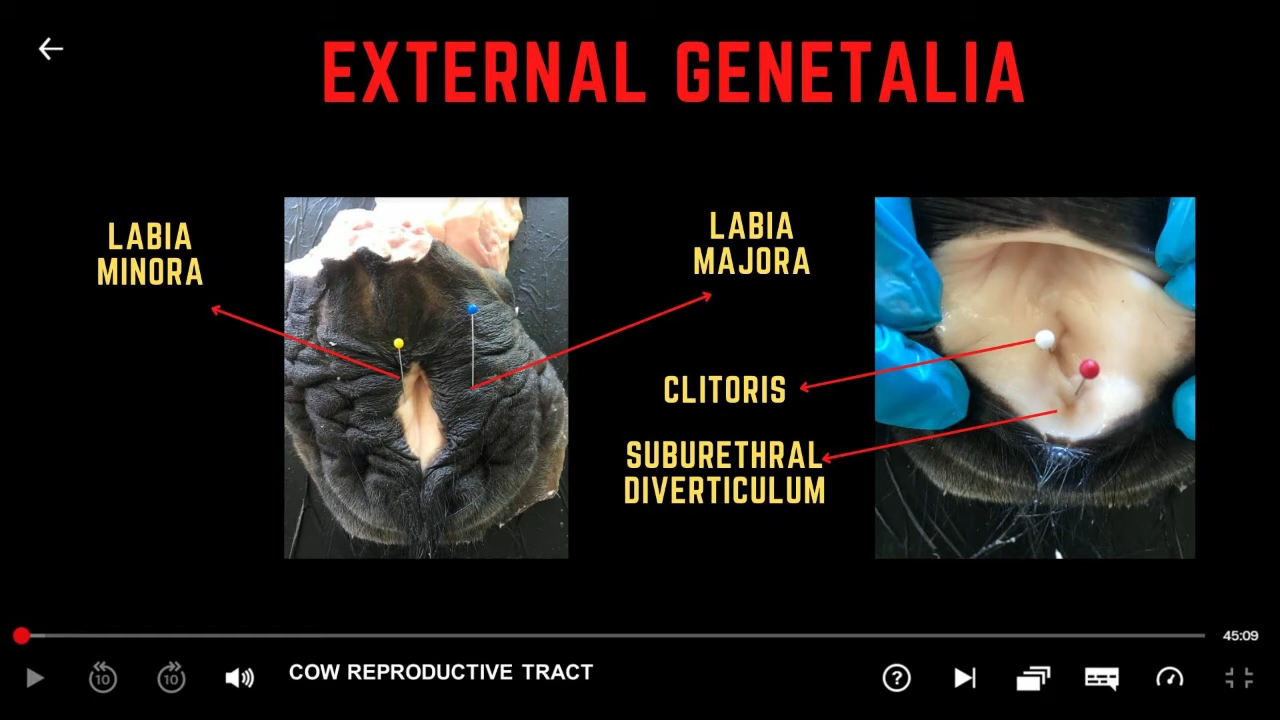 EXTERNAL GENETALIA
LABIA
MINORA
LABIA
MAJORA
CLITORIS
SUBURETHRAL
DIVERTICULUM
45:09
10
10
COW REPRODUCTIVE TRACT
?